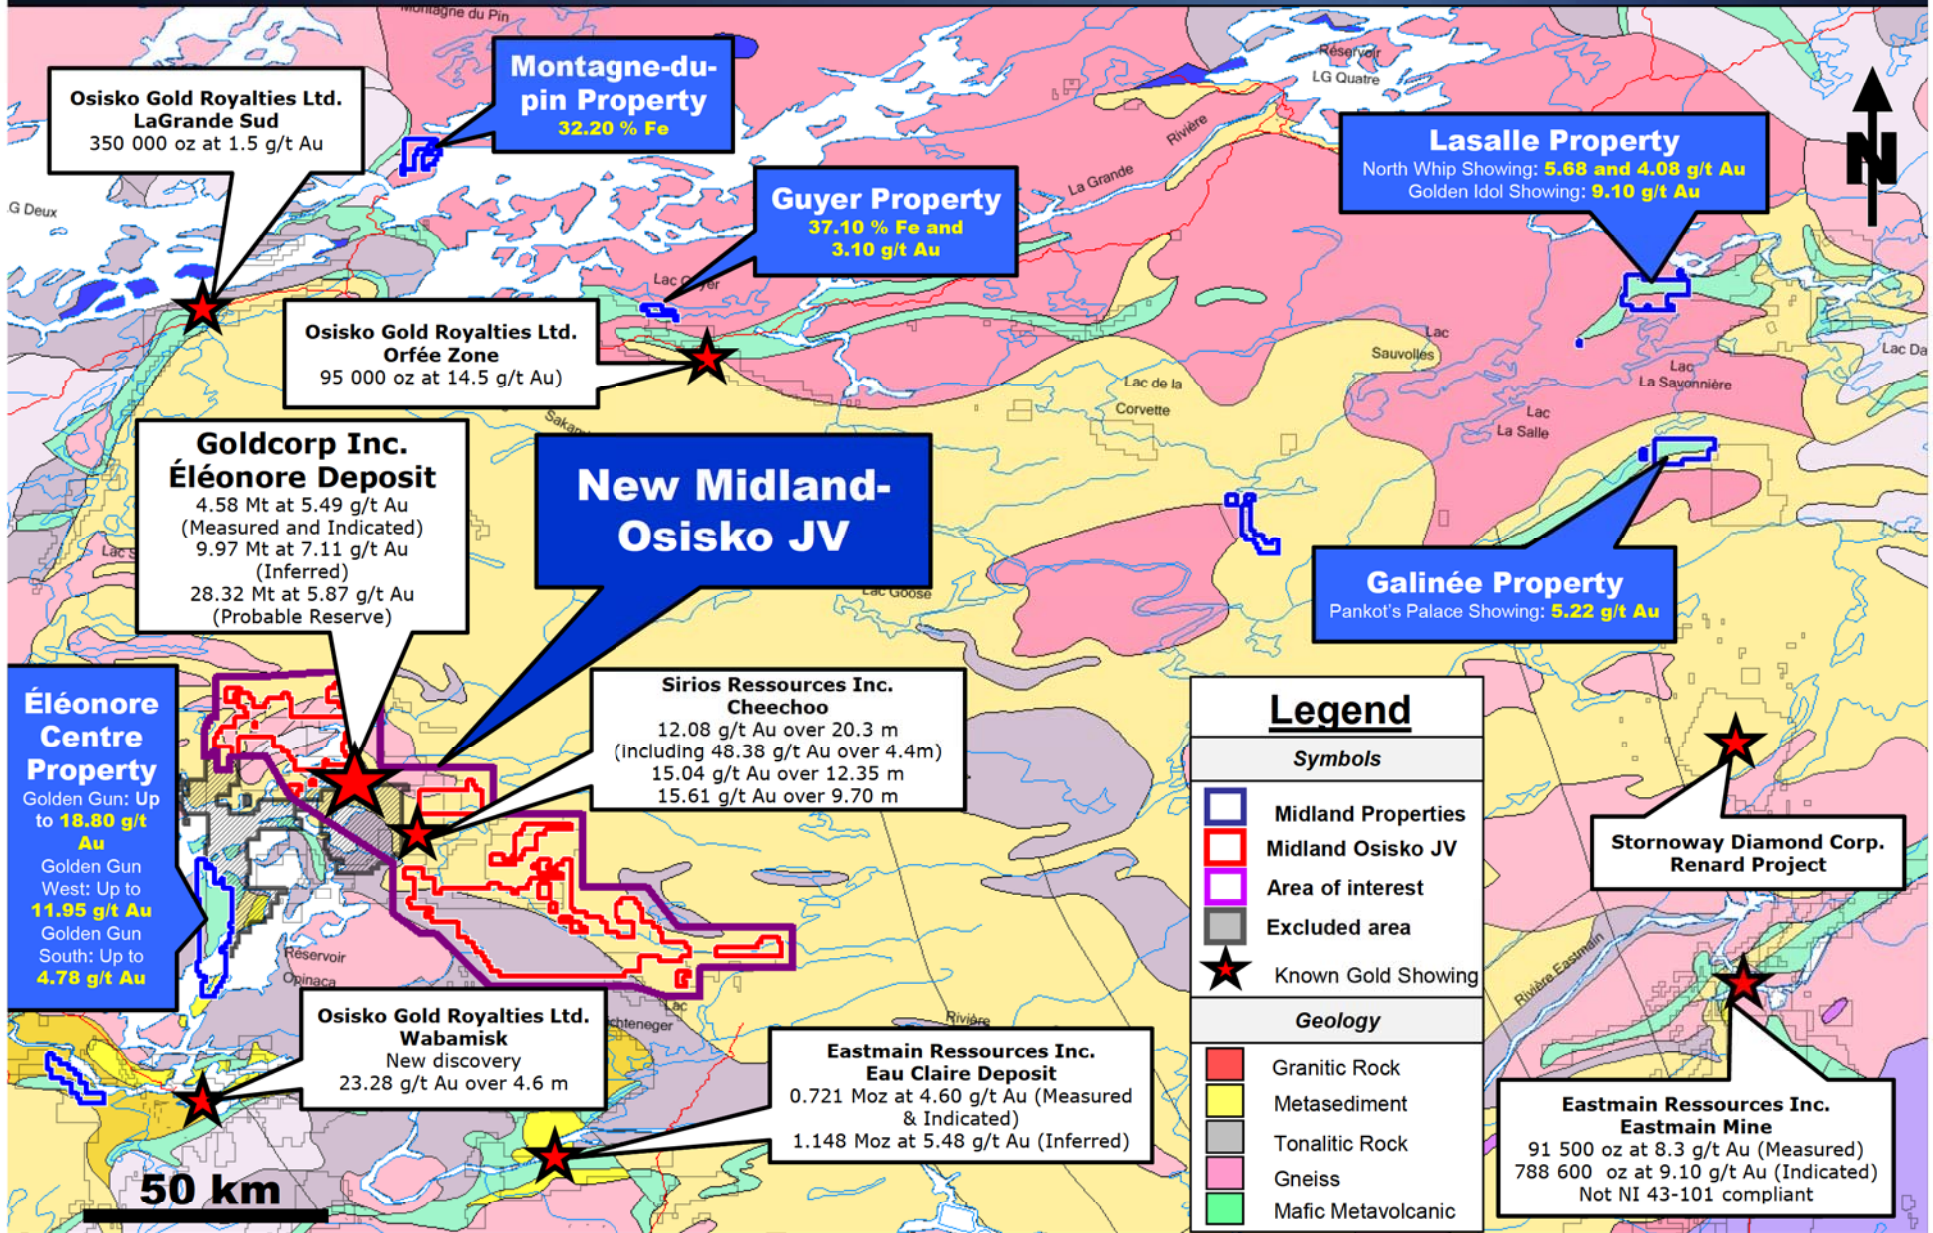 Montagne du Pin
Osisko Gold Royalties Ltd.
LaGrande Sud
350 000 oz at 1.5 g/t Au
Montagne-du-
pin Property
32.20 % Fe
Réservoir
LG Quatre
Rivière
La Grande
Lasalle Property
North Whip Showing: 5.68 and 4.08 g/t Au
Golden Idol Showing: 9.10 g/t Au
N
Guyer Property
37.10 % Fe and
3.10 g/t Au
G Deux
Osisko Gold Royalties Ltd.
Orfée Zone
95 000 oz at 14.5 g/t Au)
Lac
Sauvolles
Lac Da
Lac
La Savonnière
Lac de la
Corvette
Lac
La Salle
Goldcorp Inc.
Éléonore Deposit
4.58 Mt at 5.49 g/t Au
(Measured and Indicated)
9.97 Mt at 7.11 g/t Au
(Inferred)
28.32 Mt at 5.87 g/t Au
(Probable Reserve)
New Midland-
Osisko JV
Lac Goose
Galinée Property
Pankot's Palace Showing: 5.22 g/t Au
Éléonore
Centre
Property
Golden Gun: Up
to 18.80 g/t
Au
Golden Gun
West: Up to
11.95 g/t Au
Golden Gun
South: Up to
4.78 g/t Au
Sirios Ressources Inc.
Cheechoo
12.08 g/t Au over 20.3 m
(including 48.38 g/t Au over 4.4m)
15.04 g/t Au over 12.35 m
15.61 g/t Au over 9.70 m
Stornoway Diamond Corp.
Renard Project
Réservoir
Opinaca
Lac
Rivière
Rivière Eastmain
Osisko Gold Royalties Ltd.
Wabamisk
New discovery
23.28 g/t Au over 4.6 m
Eastmain Ressources Inc.
Eau Claire Deposit
0.721 Moz at 4.60 g/t Au (Measured
& Indicated)
1.148 Moz at 5.48 g/t Au (Inferred)
Eastmain Ressources Inc.
Eastmain Mine
91 500 oz at 8.3 g/t Au (Measured)
788 600 oz at 9.10 g/t Au (Indicated)
Not NI 43-101 compliant
50 km
Legend
Symbols
Midland Properties
Midland Osisko JV
Area of interest
Excluded area
Known Gold Showing
Geology
Granitic Rock
Metasediment
Tonalitic Rock
Gneiss
Mafic Metavolcanic